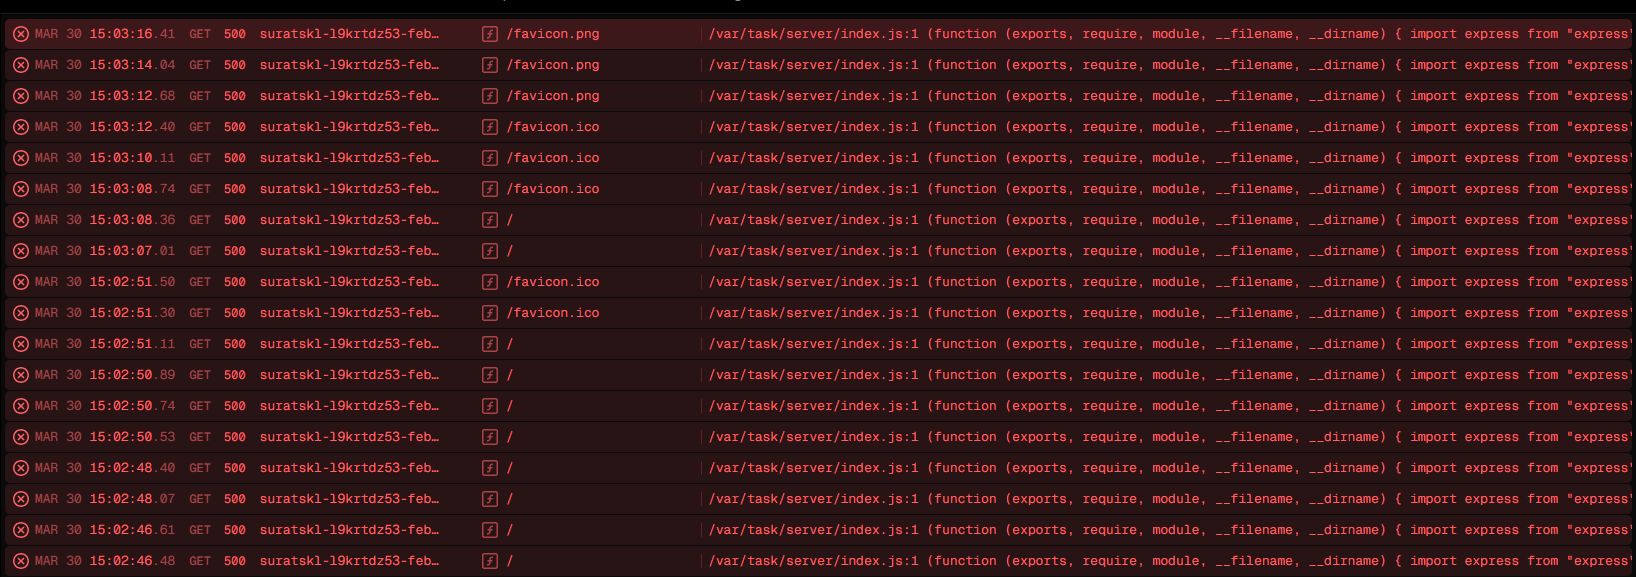 MAR 30 15:03:16.41 GET 500 suratskl-l9krtdz53-feb… /favicon.png /var/task/server/index.js:1 (function (exports, require, module, __filename, __dirname) { import express from "express"
MAR 30 15:03:14.04 GET 500 suratskl-l9krtdz53-feb… /favicon.png /var/task/server/index.js:1 (function (exports, require, module, __filename, __dirname) { import express from "express"
MAR 30 15:03:12.68 GET 500 suratskl-l9krtdz53-feb… /favicon.png /var/task/server/index.js:1 (function (exports, require, module, __filename, __dirname) { import express from "express"
MAR 30 15:03:12.40 GET 500 suratskl-l9krtdz53-feb… /favicon.ico /var/task/server/index.js:1 (function (exports, require, module, __filename, __dirname) { import express from "express"
MAR 30 15:03:10.11 GET 500 suratskl-l9krtdz53-feb… /favicon.ico /var/task/server/index.js:1 (function (exports, require, module, __filename, __dirname) { import express from "express"
MAR 30 15:03:08.74 GET 500 suratskl-l9krtdz53-feb… /favicon.ico /var/task/server/index.js:1 (function (exports, require, module, __filename, __dirname) { import express from "express"
MAR 30 15:03:08.36 GET 500 suratskl-l9krtdz53-feb… / /var/task/server/index.js:1 (function (exports, require, module, __filename, __dirname) { import express from "express"
MAR 30 15:03:07.01 GET 500 suratskl-l9krtdz53-feb… / /var/task/server/index.js:1 (function (exports, require, module, __filename, __dirname) { import express from "express"
MAR 30 15:02:51.50 GET 500 suratskl-l9krtdz53-feb… /favicon.ico /var/task/server/index.js:1 (function (exports, require, module, __filename, __dirname) { import express from "express"
MAR 30 15:02:51.30 GET 500 suratskl-l9krtdz53-feb… /favicon.ico /var/task/server/index.js:1 (function (exports, require, module, __filename, __dirname) { import express from "express"
MAR 30 15:02:51.11 GET 500 suratskl-l9krtdz53-feb… / /var/task/server/index.js:1 (function (exports, require, module, __filename, __dirname) { import express from "express"
MAR 30 15:02:50.89 GET 500 suratskl-l9krtdz53-feb… / /var/task/server/index.js:1 (function (exports, require, module, __filename, __dirname) { import express from "express"
MAR 30 15:02:50.74 GET 500 suratskl-l9krtdz53-feb… / /var/task/server/index.js:1 (function (exports, require, module, __filename, __dirname) { import express from "express"
MAR 30 15:02:50.53 GET 500 suratskl-l9krtdz53-feb… / /var/task/server/index.js:1 (function (exports, require, module, __filename, __dirname) { import express from "express"
MAR 30 15:02:48.40 GET 500 suratskl-l9krtdz53-feb… / /var/task/server/index.js:1 (function (exports, require, module, __filename, __dirname) { import express from "express"
MAR 30 15:02:48.07 GET 500 suratskl-l9krtdz53-feb… / /var/task/server/index.js:1 (function (exports, require, module, __filename, __dirname) { import express from "express"
MAR 30 15:02:46.61 GET 500 suratskl-l9krtdz53-feb… / /var/task/server/index.js:1 (function (exports, require, module, __filename, __dirname) { import express from "express"
MAR 30 15:02:46.48 GET 500 suratskl-l9krtdz53-feb… / /var/task/server/index.js:1 (function (exports, require, module, __filename, __dirname) { import express from "express"